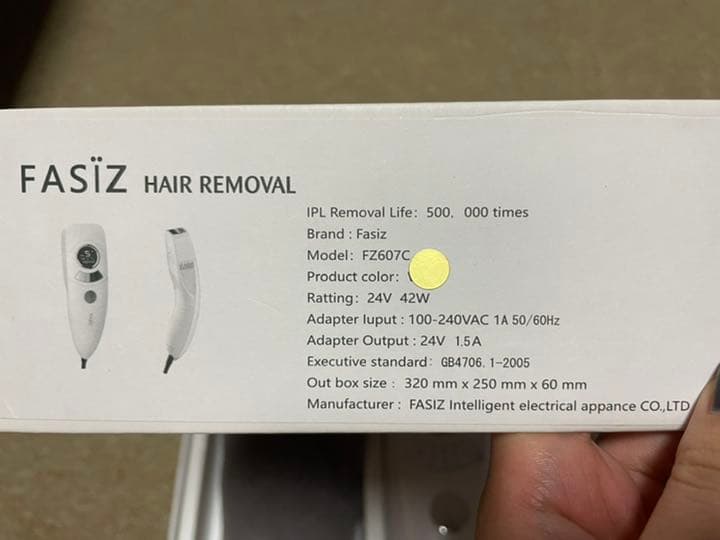 FASÏZ HAIR REMOVAL
IPL Removal Life: 500, 000 times
Brand : Fasiz
Model: FZ607C
Product color:
Ratting: 24V 42W
Adapter Iuput : 100-240VAC 1A 50/60Hz
Adapter Output : 24V 1.5A
Executive standard: GB4706.1-2005
Out box size : 320 mm x 250 mm x 60 mm
Manufacturer : FASIZ Intelligent electrical appance CO.,LTD